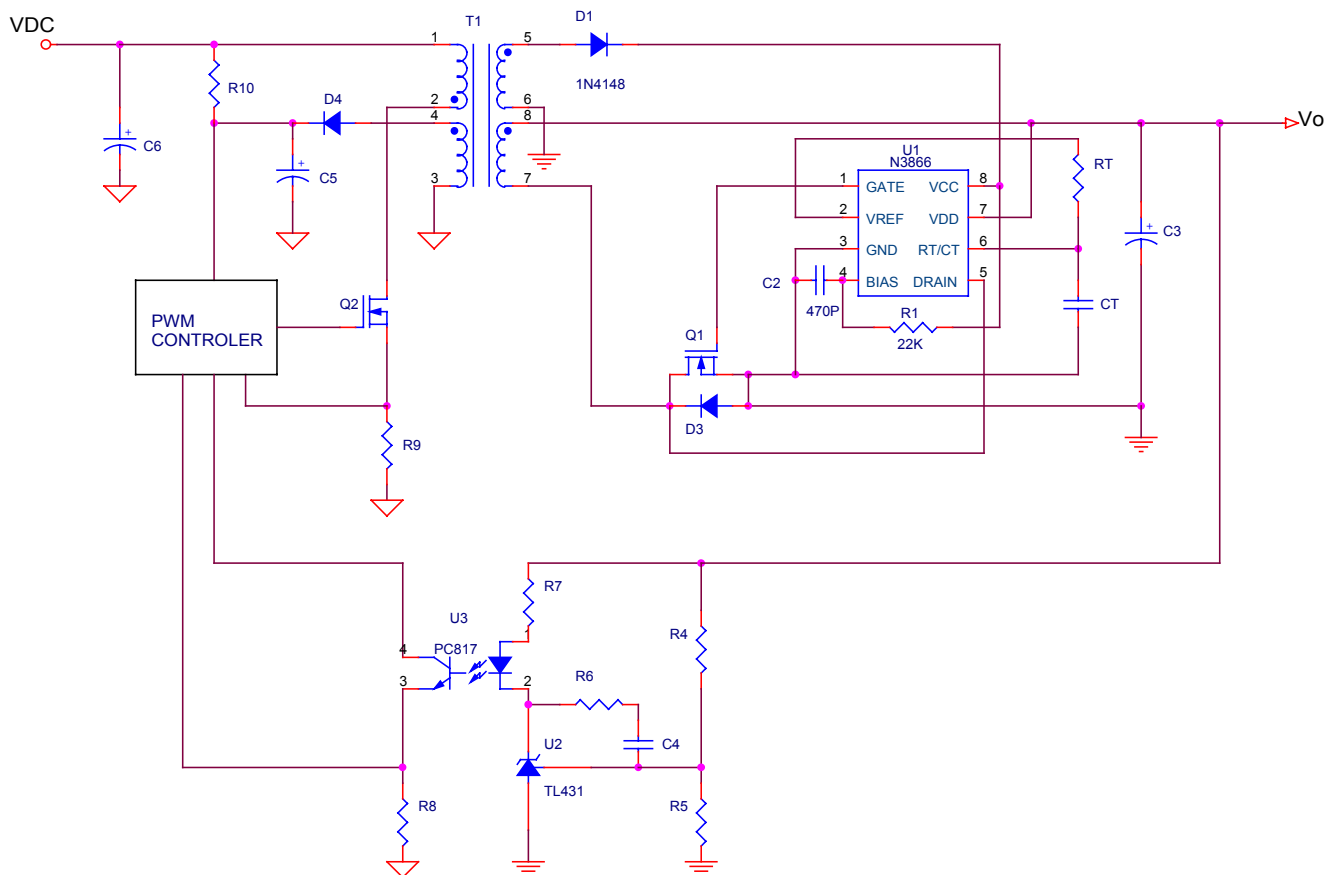 VDC
T1
D1
1
5
R10
1N4148
D4
2
6
4
8
Vo
C6
C5
U1
N3866
RT
1 GATE VCC 8
2 VREF VDD 7
3 GND RT/CT 6
4 BIAS DRAIN 5
3
7
C3
C2
470P
R1
22K
CT
Q2
PWM
CONTROLER
Q1
D3
R9
R7
U3
1
R4
4
PC817
3
2
R6
U2
C4
TL431
R8
R5